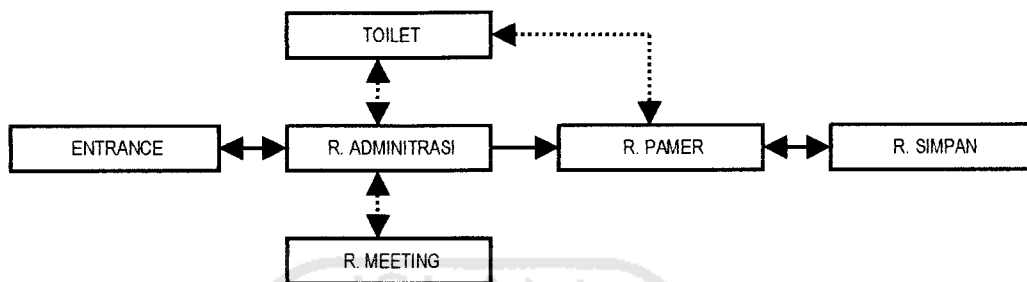 TOILET
ENTRANCE
R. ADMINITRASI
R. PAMER
R. SIMPAN
R. MEETING